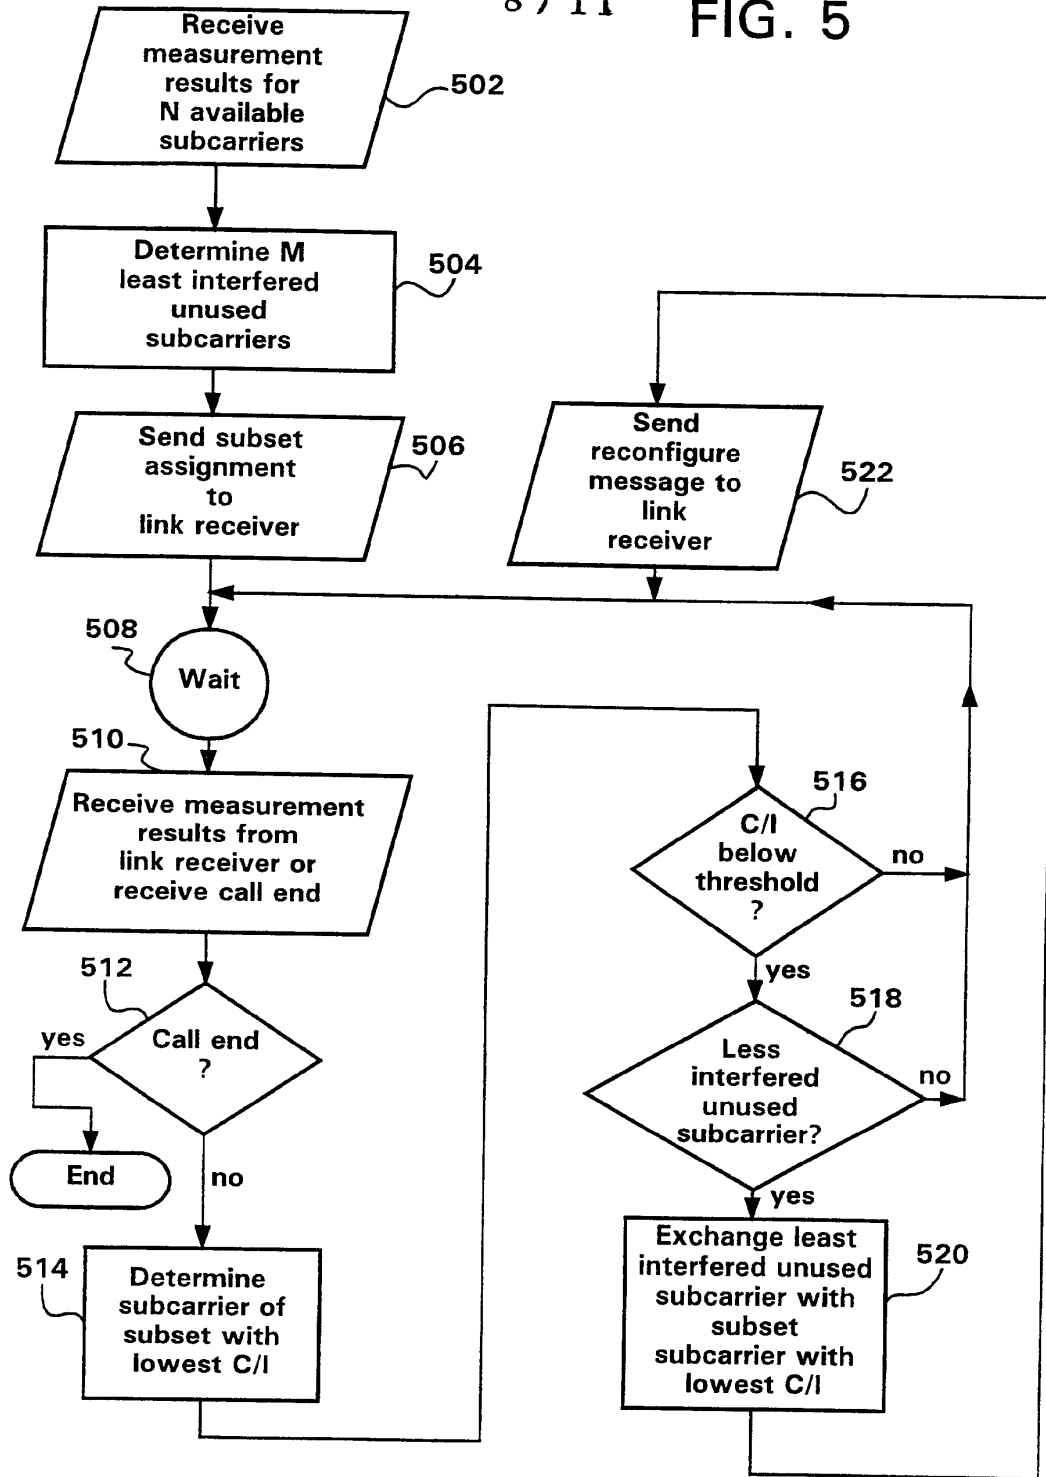 8 / 11
FIG. 5
Receive
measurement
results for
N available
subcarriers
502
Determine M
least interfered
unused
subcarriers
504
Send subset
assignment
to
link receiver
506
Send
reconfigure
message to
link
receiver
522
508
Wait
510
Receive measurement
results from
link receiver or
receive call end
512
yes
Call end
?
End
no
514
Determine
subcarrier of
subset with
lowest C/I
516
C/I
below
threshold
?
no
yes
518
Less
interfered
unused
subcarrier?
no
yes
Exchange least
interfered unused
subcarrier with
subset
subcarrier with
lowest C/I
520